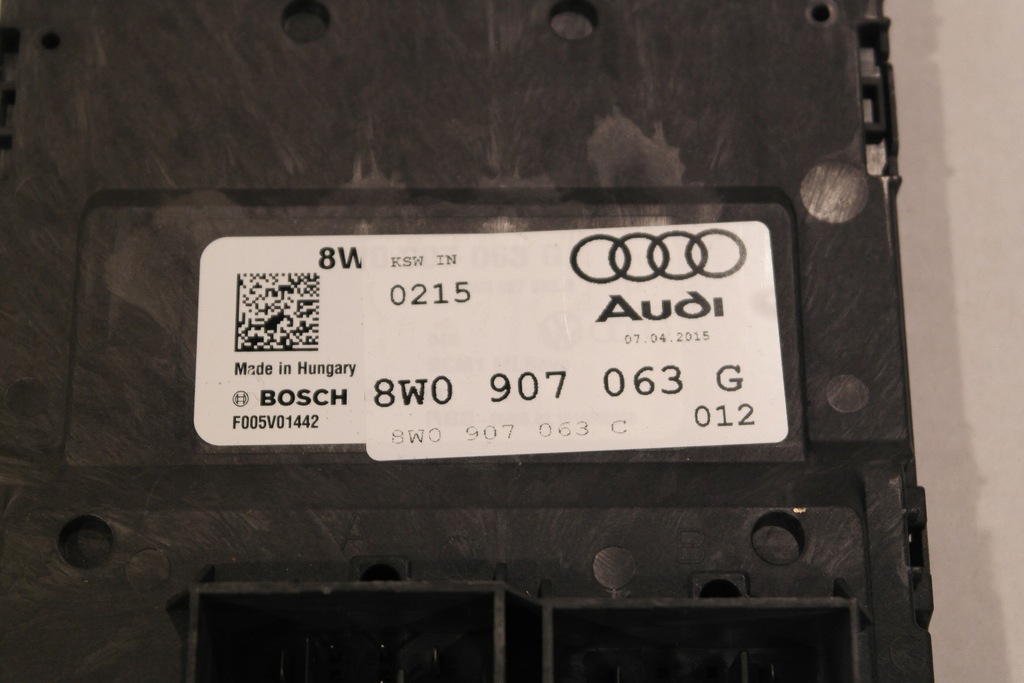 8W KSW IN
0215
Audi
07.04.2015
Made in Hungary
BOSCH
F005V01442
8W0 907 063 G
8W0 907 063 C 012
A B